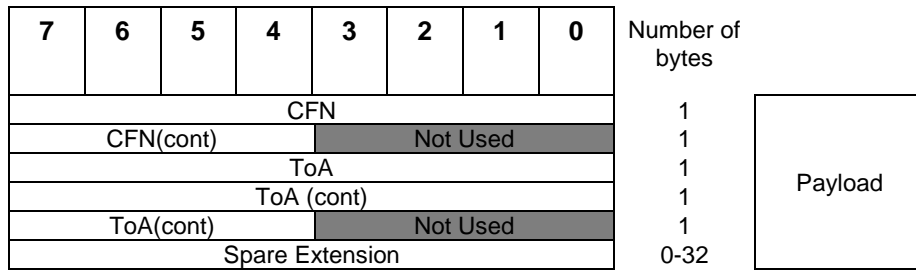 7 6 5 4 3 2 1 0 Number of
bytes
CFN 1
CFN(cont) Not Used 1
ToA 1
ToA (cont) 1
Payload
ToA(cont) Not Used 1
Spare Extension 0-32